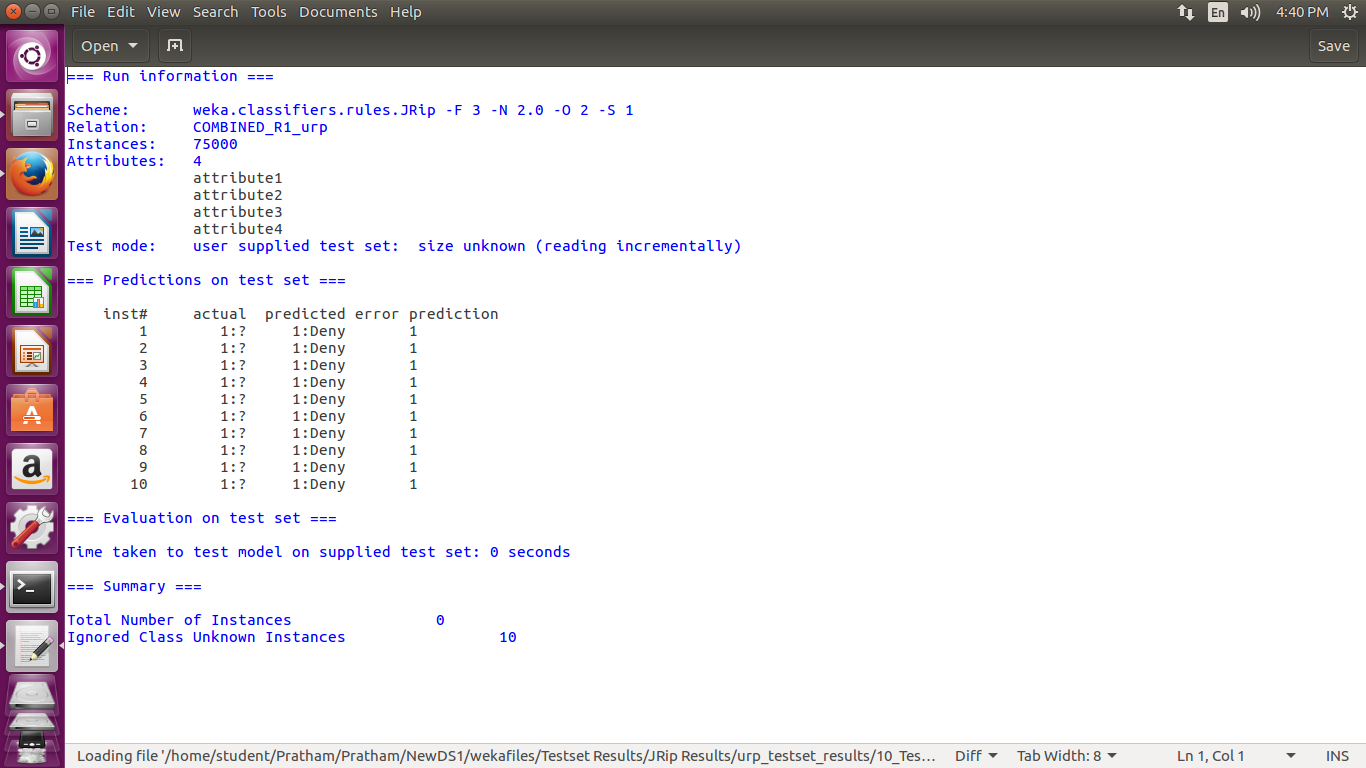 File Edit View Search Tools Documents Help En 4:40 PM
Open Save
=== Run information ===
Scheme: weka.classifiers.rules.JRip -F 3 -N 2.0 -O 2 -S 1
Relation: COMBINED_R1_urp
Instances: 75000
Attributes: 4
attribute1
attribute2
attribute3
attribute4
Test mode: user supplied test set: size unknown (reading incrementally)
=== Predictions on test set ===
inst# actual predicted error prediction
1 1:? 1:Deny 1
2 1:? 1:Deny 1
3 1:? 1:Deny 1
4 1:? 1:Deny 1
5 1:? 1:Deny 1
6 1:? 1:Deny 1
7 1:? 1:Deny 1
8 1:? 1:Deny 1
9 1:? 1:Deny 1
10 1:? 1:Deny 1
=== Evaluation on test set ===
Time taken to test model on supplied test set: 0 seconds
=== Summary ===
Total Number of Instances 0
Ignored Class Unknown Instances 10
Loading file '/home/student/Pratham/Pratham/NewDS1/wekafiles/Testset Results/JRip Results/urp_testset_results/10_Tes... Diff Tab Width: 8 Ln 1, Col 1 INS